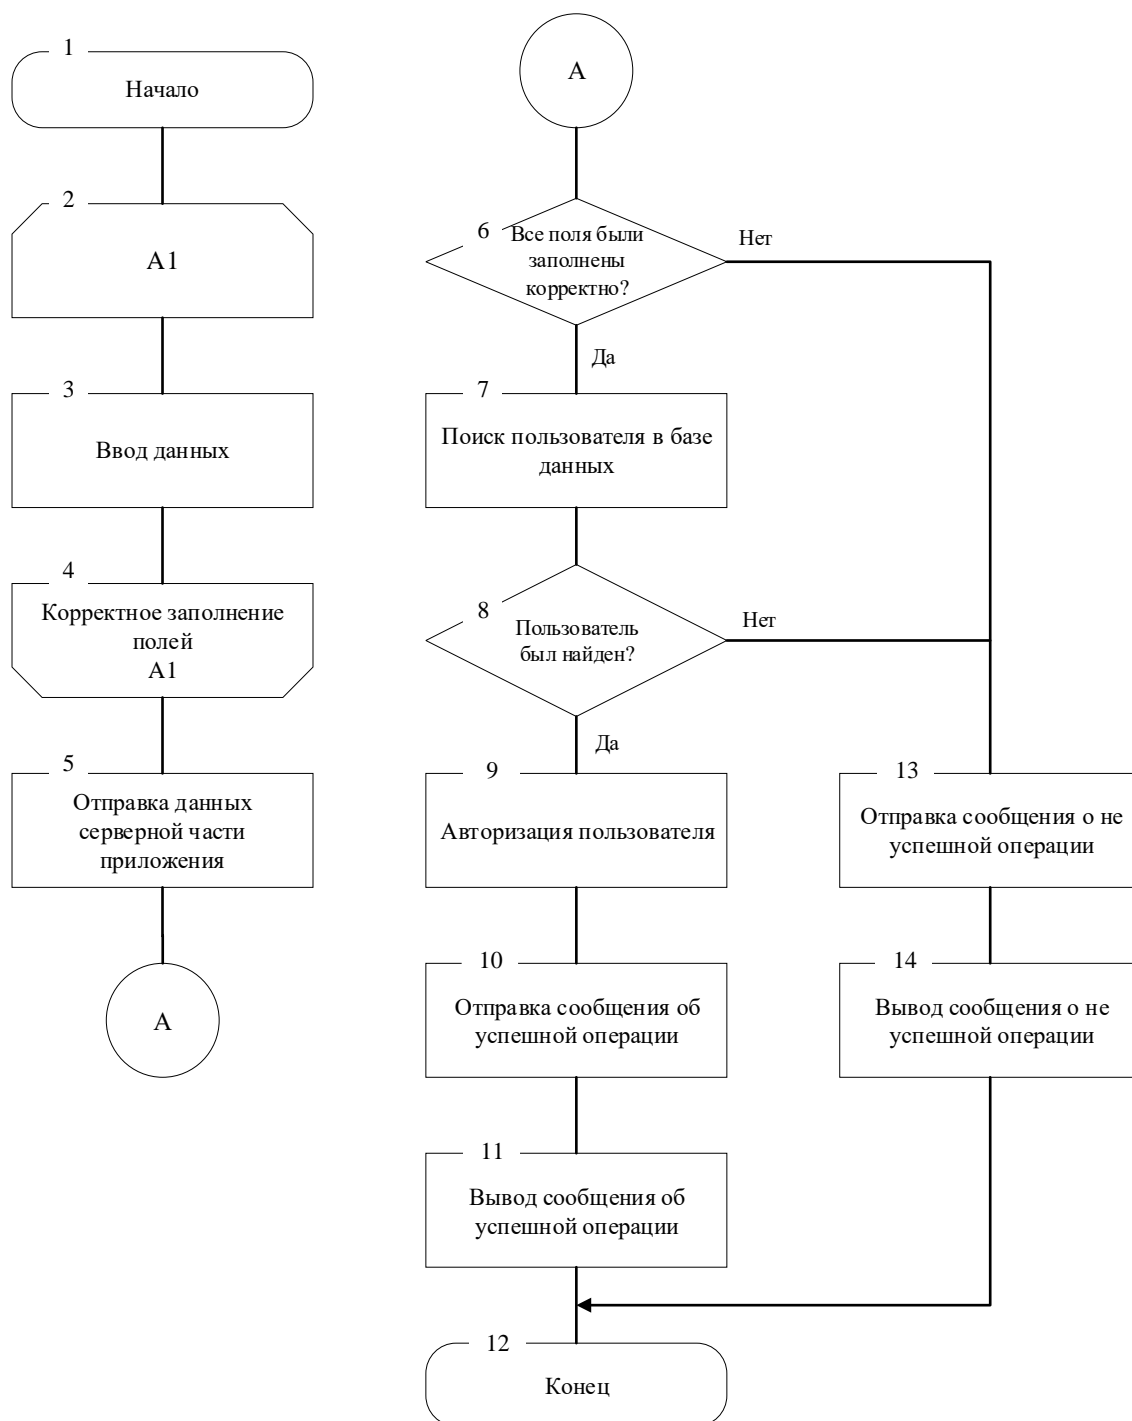 1
Начало
2
А1
3
Ввод данных
4
Корректное заполнение
полей
А1
5
Отправка данных
серверной части
приложения
А
А
6
Все поля были
заполнены
корректно?
Нет
Да
7
Поиск пользователя в базе
данных
8
Пользователь
был найден?
Нет
Да
9
Авторизация пользователя
10
Отправка сообщения об
успешной операции
11
Вывод сообщения об
успешной операции
12
Конец
13
Отправка сообщения о не
успешной операции
14
Вывод сообщения о не
успешной операции